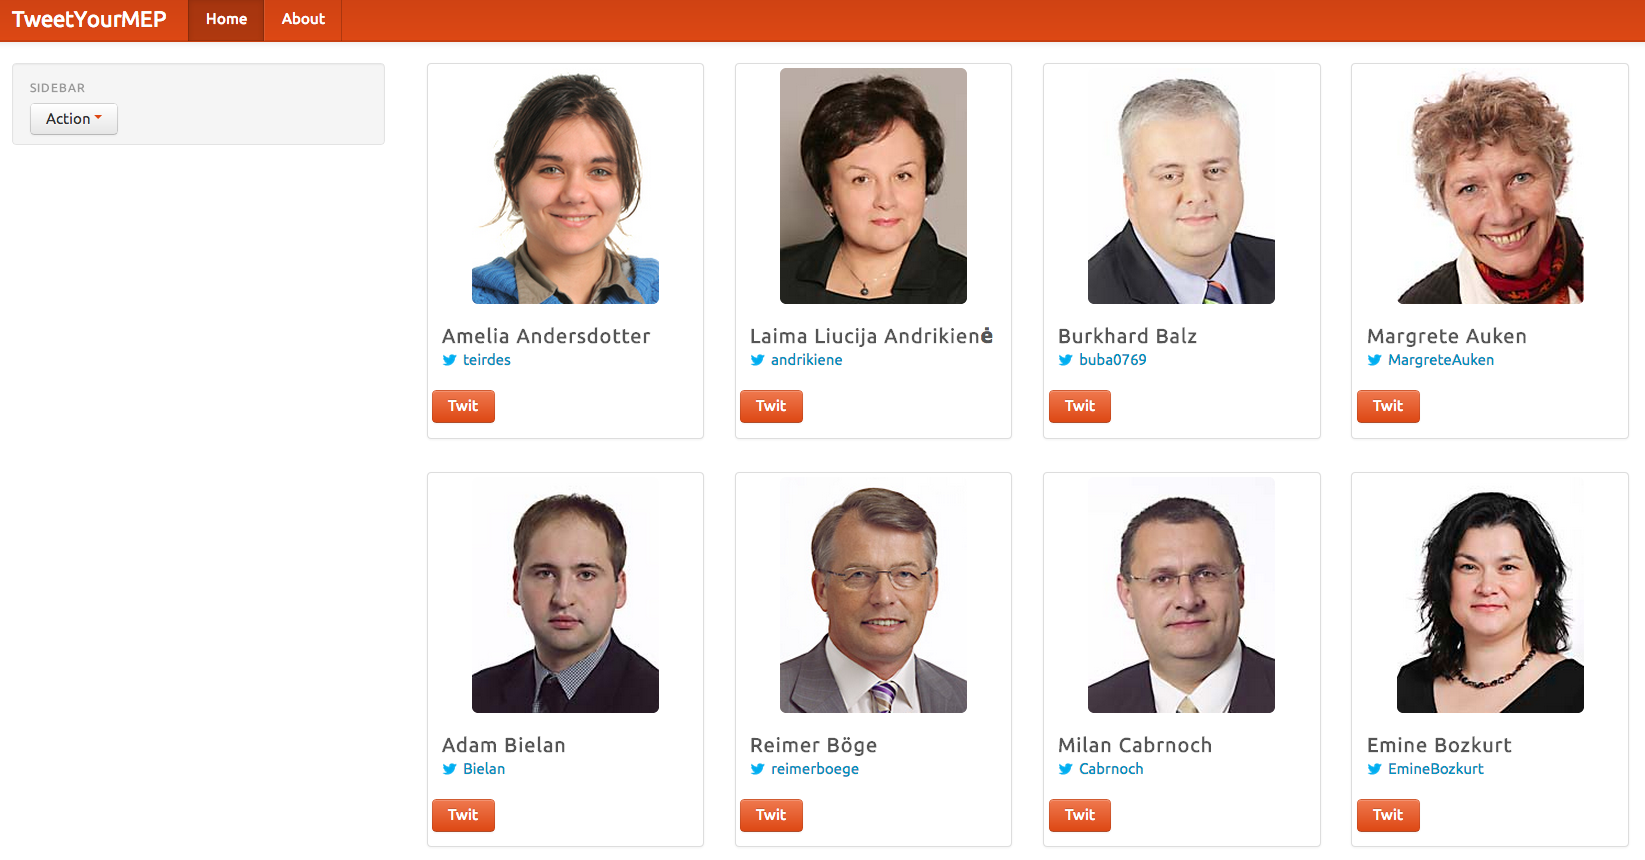 TweetYourMEP Home About
SIDEBAR
Action
Amelia Andersdotter
teirdes
Twit
Laima Liucija Andrikienė
andrikiene
Twit
Burkhard Balz
buba0769
Twit
Margrete Auken
MargreteAuken
Twit
Adam Bielan
Bielan
Twit
Reimer Böge
reimerboege
Twit
Milan Cabrnoch
Cabrnoch
Twit
Emine Bozkurt
EmineBozkurt
Twit